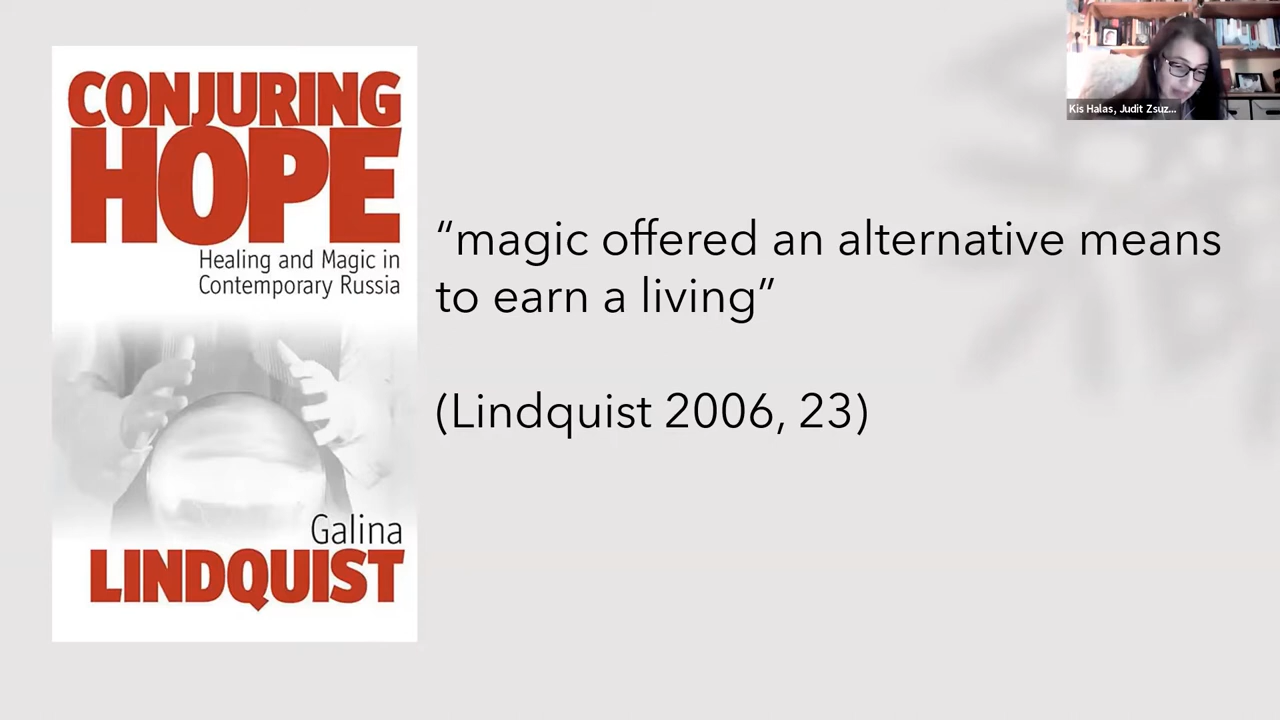 CONJURING
HOPE
Healing and Magic in
Contemporary Russia
Galina
LINDQUIST
“magic offered an alternative means
to earn a living”
(Lindquist 2006, 23)
Kis Halas, Judit Zsuz...